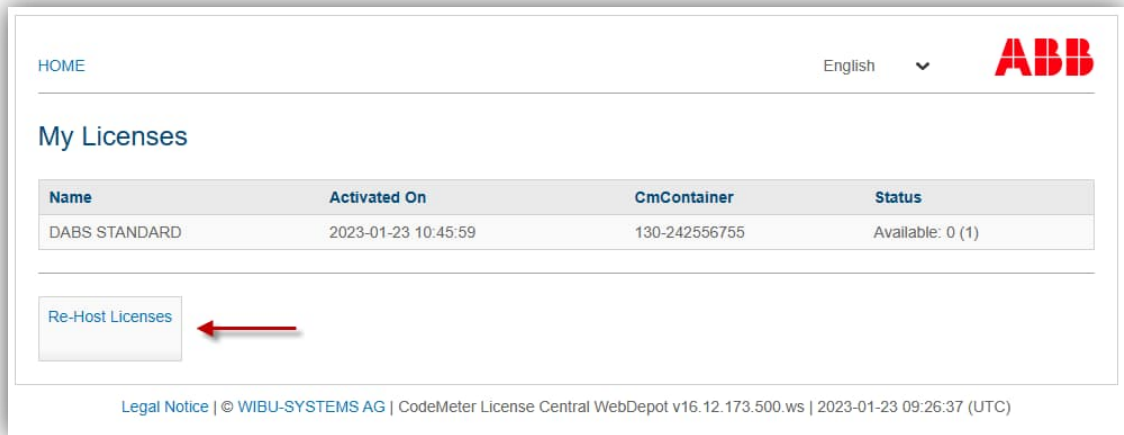 HOME English ABB
My Licenses
Name Activated On CmContainer Status
DABS STANDARD 2023-01-23 10:45:59 130-242556755 Available: 0 (1)
Re-Host Licenses
Legal Notice | © WIBU-SYSTEMS AG | CodeMeter License Central WebDepot v16.12.173.500.ws | 2023-01-23 09:26:37 (UTC)